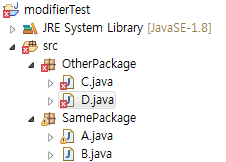 modifierTest
JRE System Library [JavaSE-1.8]
src
OtherPackage
C.java
D.java
SamePackage
A.java
B.java